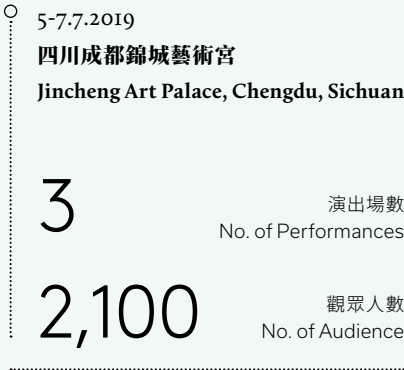 5-7.7.2019
四川成都錦城藝術宮
Jincheng Art Palace, Chengdu, Sichuan
3
演出場數
No. of Performances
2,100
觀眾人數
No. of Audience